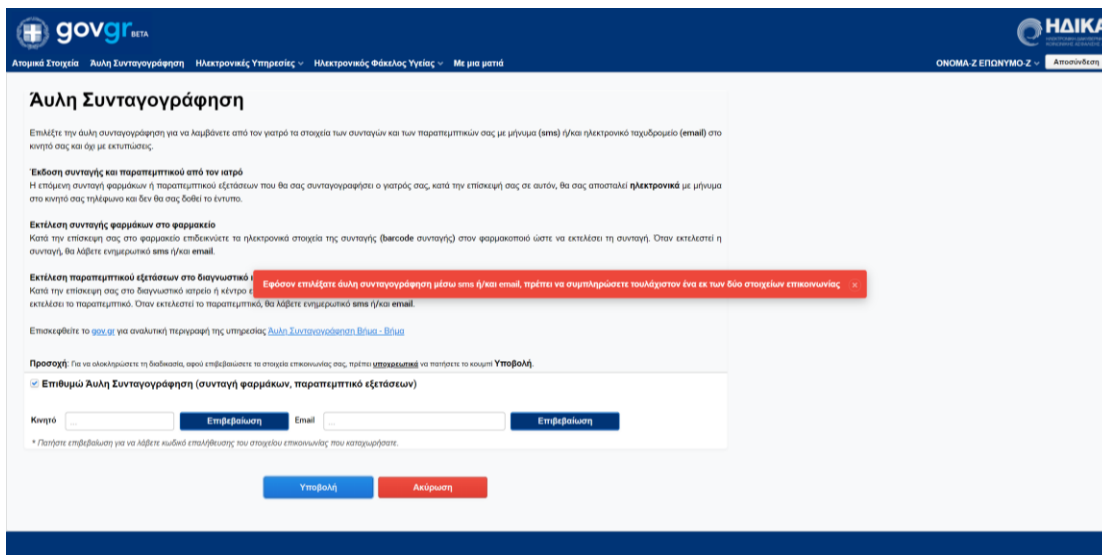 govgr BETA
ΗΔΙΚΑ
Ατομικά Στοιχεία Άυλη Συνταγογράφηση Ηλεκτρονικές Υπηρεσίες Ηλεκτρονικός Φάκελος Υγείας Με μια ματιά ΟΝΟΜΑ-Ζ ΕΠΩΝΥΜΟ-Ζ Αποσύνδεση
Άυλη Συνταγογράφηση
Επιλέξτε την άυλη συνταγογράφηση για να λαμβάνετε από τον γιατρό τα στοιχεία των συνταγών και των παραπεμπτικών σας με μήνυμα (sms) ή/και ηλεκτρονικό ταχυδρομείο (email) στο
κινητό σας και όχι με εκτυπώσεις.
Έκδοση συνταγής και παραπεμπτικού από τον ιατρό
Η επόμενη συνταγή φαρμάκων ή παραπεμπτικού εξετάσεων που θα σας συνταγογραφήσει ο γιατρός σας, κατά την επίσκεψή σας σε αυτόν, θα σας αποσταλεί ηλεκτρονικά με μήνυμα
στο κινητό σας τηλέφωνο και δεν θα σας δοθεί το έντυπο.
Εκτέλεση συνταγής φαρμάκων στο φαρμακείο
Κατά την επίσκεψη σας στο φαρμακείο επιδεικνύετε τα ηλεκτρονικά στοιχεία της συνταγής (barcode συνταγής) στον φαρμακοποιό ώστε να εκτελέσει τη συνταγή. Όταν εκτελεστεί η
συνταγή, θα λάβετε ενημερωτικό sms ή/και email.
Εκτέλεση παραπεμπτικού εξετάσεων στο διαγνωστικό
Κατά την επίσκεψη σας στο διαγνωστικό ιατρείο ή κέντρο
Εφόσον επιλέξατε άυλη συνταγογράφηση μέσω sms ή/και email, πρέπει να συμπληρώσετε τουλάχιστον ένα εκ των δύο στοιχείων επικοινωνίας ×
εκτελέσει το παραπεμπτικό. Όταν εκτελεστεί το παραπεμπτικό, θα λάβετε ενημερωτικό sms ή/και email.
Επισκεφθείτε το gov.gr για αναλυτική περιγραφή της υπηρεσίας Άυλη Συνταγογράφηση Βήμα - Βήμα
Προσοχή: Για να ολοκληρώσετε τη διαδικασία, αφού επιβεβαιώσετε τα στοιχεία επικοινωνίας σας, πρέπει υποχρεωτικά να πατήσετε το κουμπί Υποβολή.
Επιθυμώ Άυλη Συνταγογράφηση (συνταγή φαρμάκων, παραπεμπτικό εξετάσεων)
Κινητό ... Επιβεβαίωση Email ... Επιβεβαίωση
* Πατήστε επιβεβαίωση για να λάβετε κωδικό επαλήθευσης του στοιχείου επικοινωνίας που καταχωρήσατε.
Υποβολή Ακύρωση